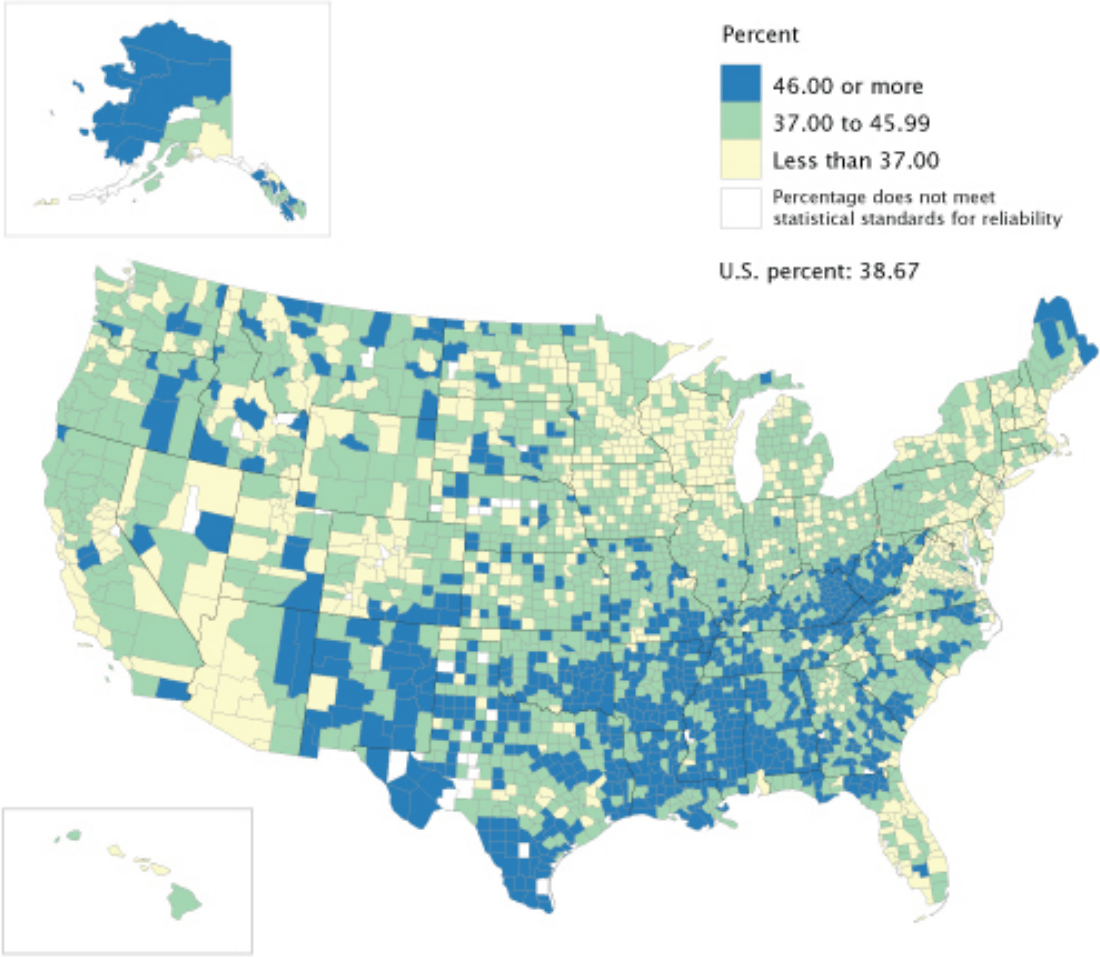 Percent
46.00 or more
37.00 to 45.99
Less than 37.00
Percentage does not meet
statistical standards for reliability
U.S. percent: 38.67